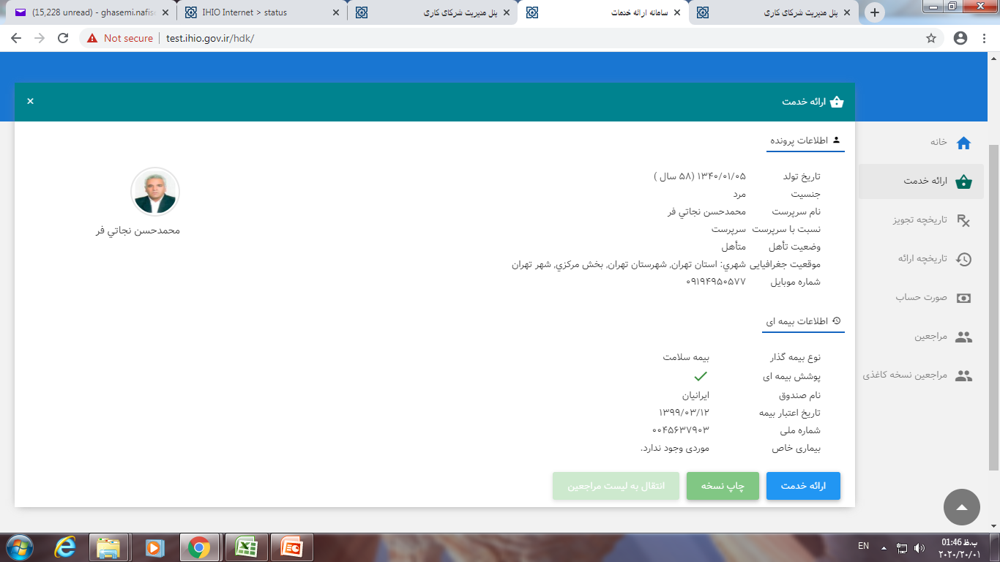 (15,228 unread) - ghasemi.nafis
IHIO Internet > status
پنل مدیریت شرکای کاری
سامانه ارائه خدمات
پنل مدیریت شرکای کاری
Not secure | test.ihio.gov.ir/hdk/
ارائه خدمت
اطلاعات پرونده
تاریخ تولد ۱۳۴۰/۰۱/۰۵ (۵۸ سال )
جنسیت مرد
نام سرپرست محمدحسن نجاتي فر
نسبت با سرپرست سرپرست
وضعیت تأهل متأهل
موقعیت جغرافیایی شهري: استان تهران, شهرستان تهران, بخش مرکزي, شهر تهران
شماره موبایل ۰۹۱۹۴۹۵۰۵۷۷
محمدحسن نجاتي فر
اطلاعات بیمه ای
نوع بیمه گذار بیمه سلامت
پوشش بیمه ای
نام صندوق ایرانیان
تاریخ اعتبار بیمه ۱۳۹۹/۰۳/۱۲
شماره ملی ۰۰۴۵۶۳۷۹۰۳
بیماری خاص موردی وجود ندارد.
ارائه خدمت
چاپ نسخه
انتقال به لیست مراجعین
خانه
ارائه خدمت
تاریخچه تجویز
تاریخچه ارائه
صورت حساب
مراجعین
مراجعین نسخه کاغذی
EN
01:46 ب.ظ
۲۰۲۰/۲۰/۰۱